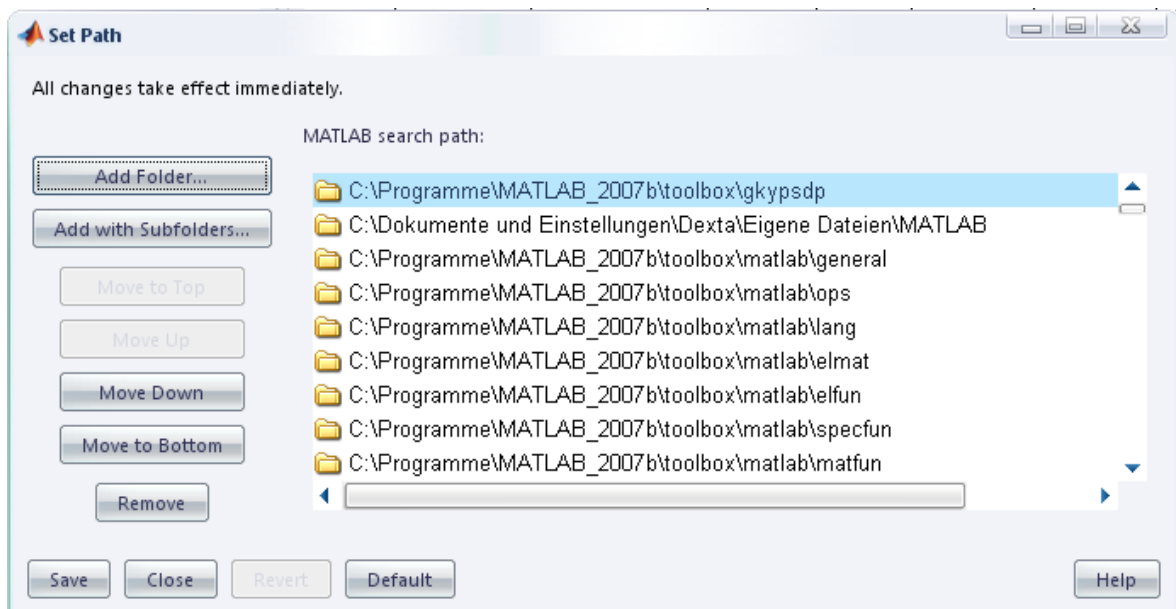 Set Path
All changes take effect immediately.
MATLAB search path:
Add Folder...
Add with Subfolders...
Move to Top
Move Up
Move Down
Move to Bottom
Remove
C:\Programme\MATLAB_2007b\toolbox\gkypsdp
C:\Dokumente und Einstellungen\Dexta\Eigene Dateien\MATLAB
C:\Programme\MATLAB_2007b\toolbox\matlab\general
C:\Programme\MATLAB_2007b\toolbox\matlab\ops
C:\Programme\MATLAB_2007b\toolbox\matlab\lang
C:\Programme\MATLAB_2007b\toolbox\matlab\elmat
C:\Programme\MATLAB_2007b\toolbox\matlab\elfun
C:\Programme\MATLAB_2007b\toolbox\matlab\specfun
C:\Programme\MATLAB_2007b\toolbox\matlab\matfun
Save
Close
Revert
Default
Help